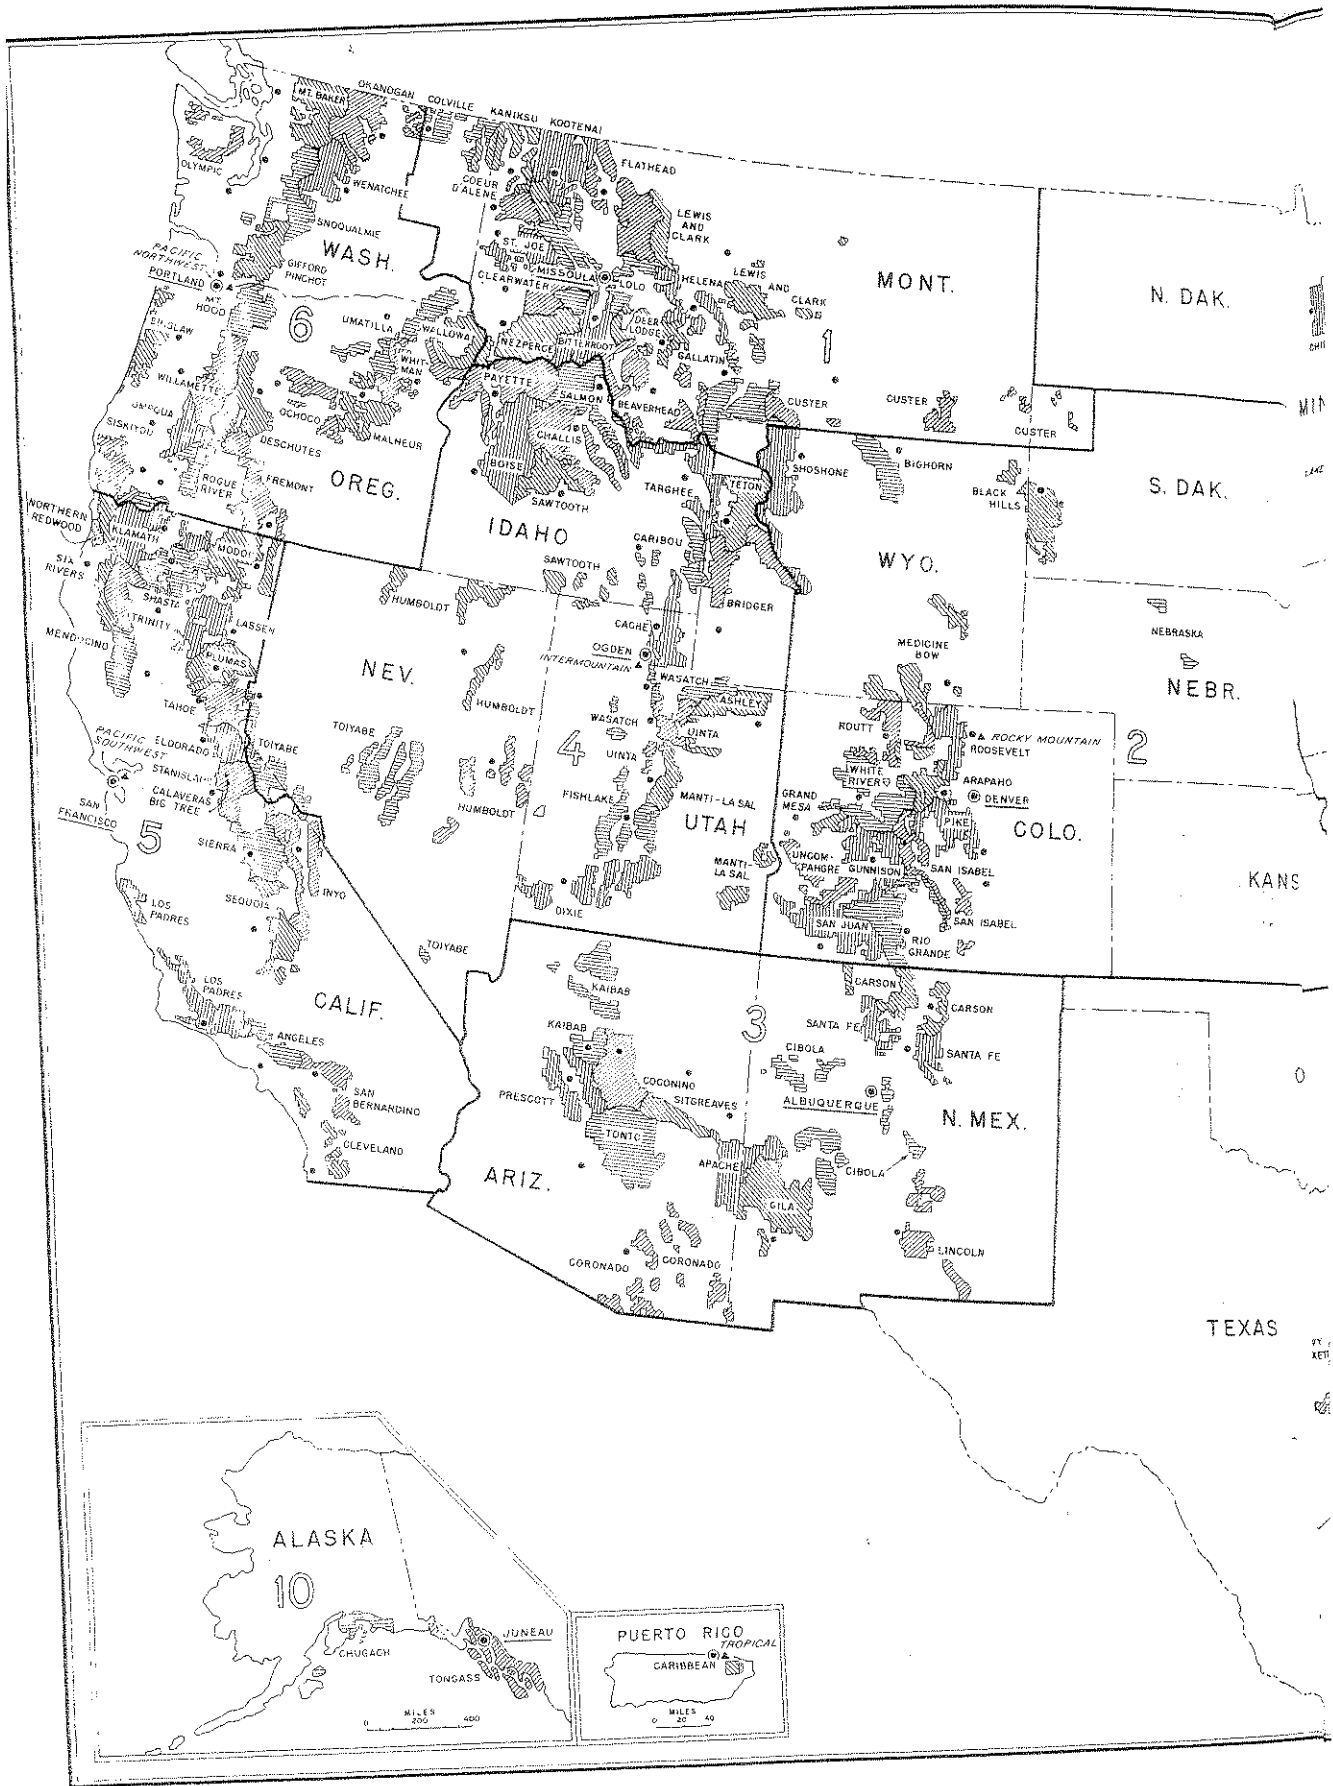 OKANOGAN
COLVILLE
KANIKSU
KOOTENAI
MT. BAKER
OLYMPIC
WENATCHEE
COEUR
D'ALENE
FLATHEAD
LEWIS
AND
CLARK
SNOQUALMIE
WASH.
PACIFIC
NORTHWEST
PORTLAND
GIFFORD
PINCHOT
ST. JOE
MISSOULA
LOLO
CLEARWATER
HELENA
LEWIS
AND
CLARK
MONT.
N. DAK.
MT.
HOOD
6
UMATILLA
WALLOWA
WHIT-
MAN
NEZPERCE
BITTERROOT
DEER
LODGE
GALLATIN
1
WILLAMETTE
OCHOCO
MALHEUR
PAYETTE
SALMON
BEAVERHEAD
CUSTER
CUSTER
CUSTER
UMPQUA
SISKIYOU
DESCHUTES
ROGUE
RIVER
FREMONT
OREG.
CHALLIS
BOISE
SAWTOOTH
TARGHEE
TETON
SHOSHONE
BIGHORN
BLACK
HILLS
S. DAK.
NORTHERN
REDWOOD
KLAMATH
MODOC
IDAHO
CARIBOU
SAWTOOTH
WYO.
SIX
RIVERS
SHASTA
TRINITY
LASSEN
HUMBOLDT
BRIDGER
CACHE
MENDOCINO
PLUMAS
NEV.
OGDEN
INTERMOUNTAIN
MEDICINE
BOW
NEBRASKA
NEBR.
TAHOE
HUMBOLDT
WASATCH
ASHLEY
WASATCH
UINTA
UINTA
ROUTT
ROCKY MOUNTAIN
ROOSEVELT
2
PACIFIC
SOUTHWEST
ELDORADO
TOIYABE
TOIYABE
4
STANISLAUS
CALAVERAS
BIG TREE
SAN
FRANCISCO
5
SIERRA
HUMBOLDT
FISHLAKE
MANTI-LA SAL
UTAH
WHITE
RIVER
GRAND
MESA
ARAPAHO
DENVER
PIKE
COLO.
UNCOM-
PAHGRE
GUNNISON
SAN ISABEL
MANTI-
LA SAL
KANS
INYO
SEQUOIA
LOS
PADRES
DIXIE
SAN JUAN
RIO
GRANDE
SAN ISABEL
TOIYABE
LOS
PADRES
CALIF.
KAIBAB
CARSON
CARSON
ANGELES
KAIBAB
3
SANTA FE
SANTA FE
CIBOLA
COCONINO
SITGREAVES
ALBUQUERQUE
N. MEX.
O
SAN
BERNARDINO
PRESCOTT
TONTO
CLEVELAND
ARIZ.
APACHE
CIBOLA
GILA
CORONADO
CORONADO
LINCOLN
TEXAS
ALASKA
10
CHUGACH
JUNEAU
TONGASS
MILES
0 200 400
PUERTO RICO
TROPICAL
CARIBBEAN
MILES
0 20 40